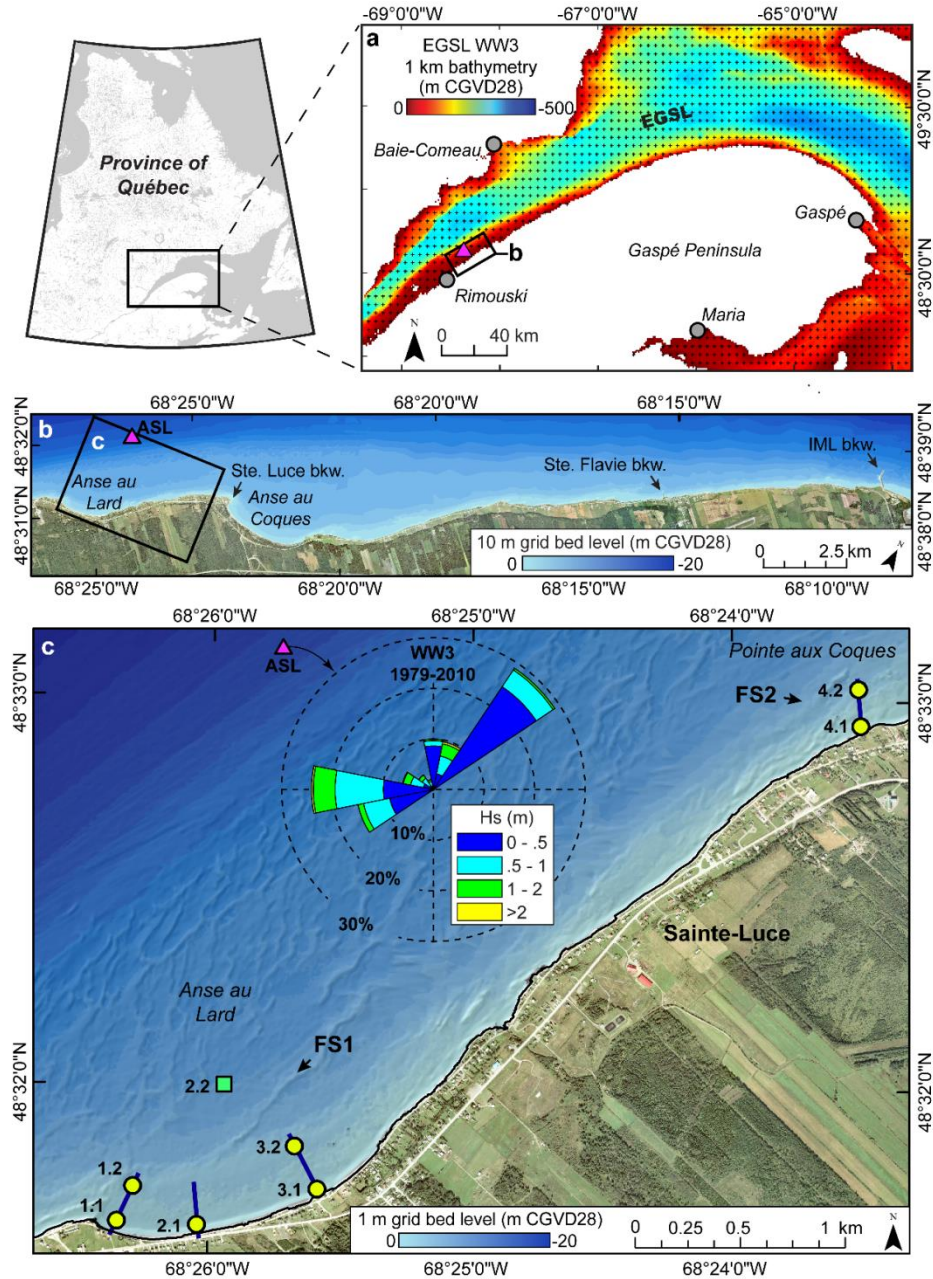 Province of
Québec
-69°0'0"W
-67°0'0"W
-65°0'0"W
a
EGSL WW3
1 km bathymetry
(m CGVD28)
0
-500
EGSL
Baie-Comeau
Gaspé
Gaspé Peninsula
b
Rimouski
Maria
N
0 40 km
49°30'0"N
48°30'0"N
68°25'0"W
68°20'0"W
68°15'0"W
b
c
ASL
48°32'0"N
48°31'0"N
Anse au
Lard
Ste. Luce bkw.
Anse au
Coques
Ste. Flavie bkw.
IML bkw.
48°39'0"N
48°38'0"N
10 m grid bed level (m CGVD28)
0
-20
0 2.5 km
N
68°25'0"W
68°20'0"W
68°15'0"W
68°10'0"W
68°26'0"W
68°25'0"W
68°24'0"W
c
ASL
WW3
1979-2010
Pointe aux Coques
FS2
4.2
4.1
48°33'0"N
48°33'0"N
10%
20%
30%
Hs (m)
0 - .5
.5 - 1
1 - 2
>2
Sainte-Luce
Anse au
Lard
FS1
2.2
48°32'0"N
48°32'0"N
3.2
3.1
1.2
1.1
2.1
1 m grid bed level (m CGVD28)
0
-20
0 0.25 0.5 1 km
N
68°26'0"W
68°25'0"W
68°24'0"W